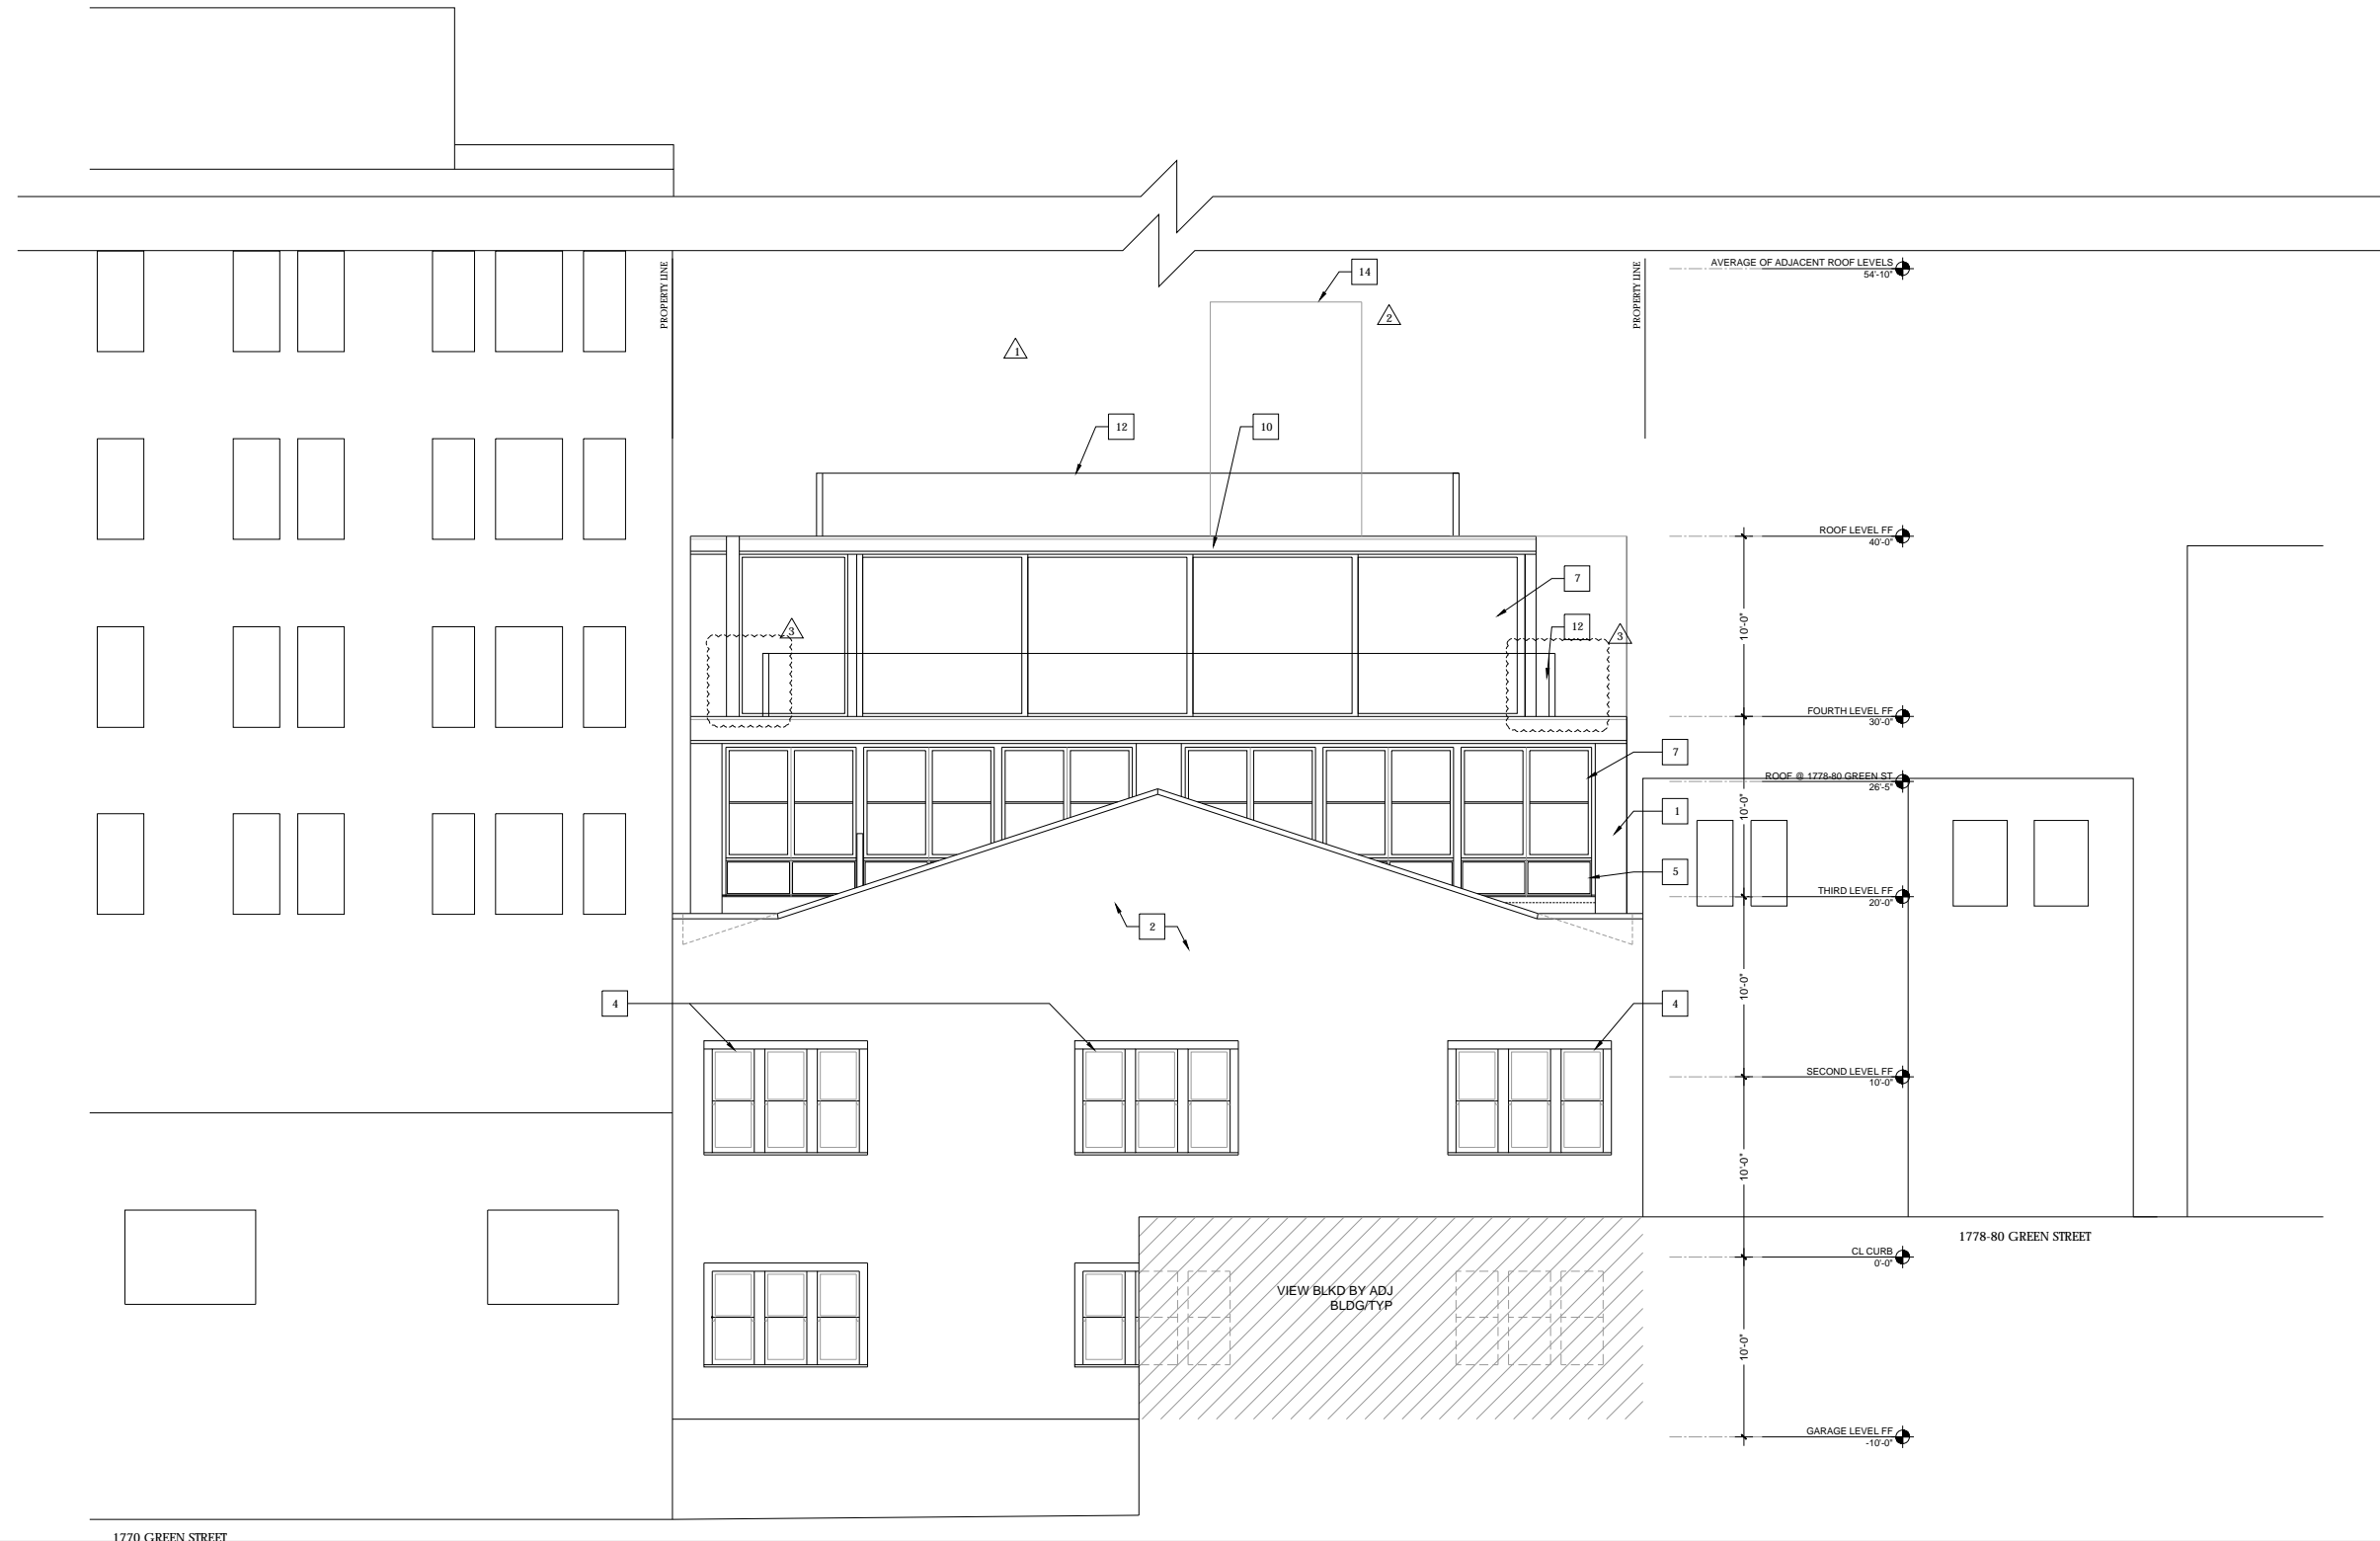 PROPERTY LINE
PROPERTY LINE
AVERAGE OF ADJACENT ROOF LEVELS
54'-10"
14
2
1
12
10
ROOF LEVEL FF
40'-0"
7
12
3
3
10'-0"
FOURTH LEVEL FF
30'-0"
7
ROOF @ 1778-80 GREEN ST
26'-5"
10'-0"
1
5
THIRD LEVEL FF
20'-0"
2
10'-0"
4
4
SECOND LEVEL FF
10'-0"
10'-0"
1778-80 GREEN STREET
CL CURB
0'-0"
VIEW BLKD BY ADJ
BLDG/TYP
10'-0"
GARAGE LEVEL FF
-10'-0"
1770 GREEN STREET